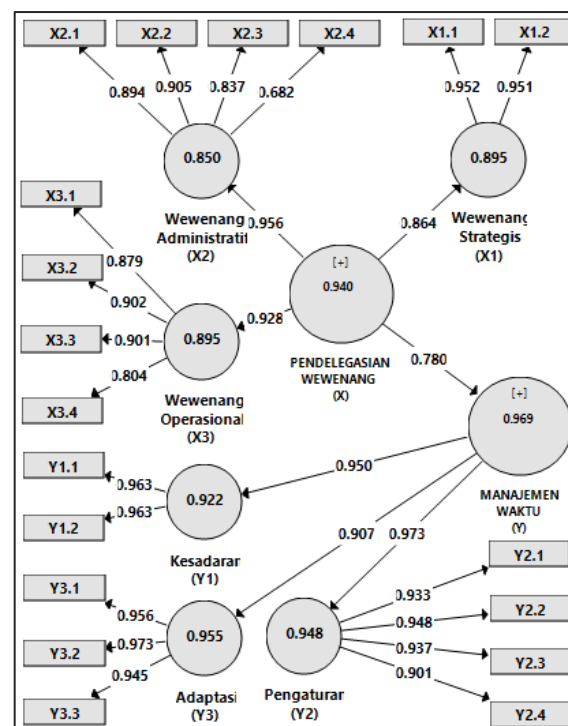 X2.1 X2.2 X2.3 X2.4 X1.1 X1.2
0.894 0.905 0.837 0.682 0.952 0.951
0.850
0.895
X3.1
Wewenang
Administratif
(X2)
0.956
0.864
Wewenang
Strategis
(X1)
X3.2
0.879
0.902
[+]
0.940
X3.3
0.901
0.895
0.928
X3.4
0.804
Wewenang
Operasional
(X3)
PENDELEGASIAN
WEWENANG
(X)
0.780
[+]
0.969
MANAJEMEN
WAKTU
(Y)
Y1.1
0.963
0.922
0.950
Y1.2
0.963
Kesadaran
(Y1)
0.907 0.973
Y3.1
0.956
Y3.2
0.973
0.955
Y3.3
0.945
Adaptasi
(Y3)
0.948
Pengaturan
(Y2)
0.933
Y2.1
0.948
Y2.2
0.937
Y2.3
0.901
Y2.4